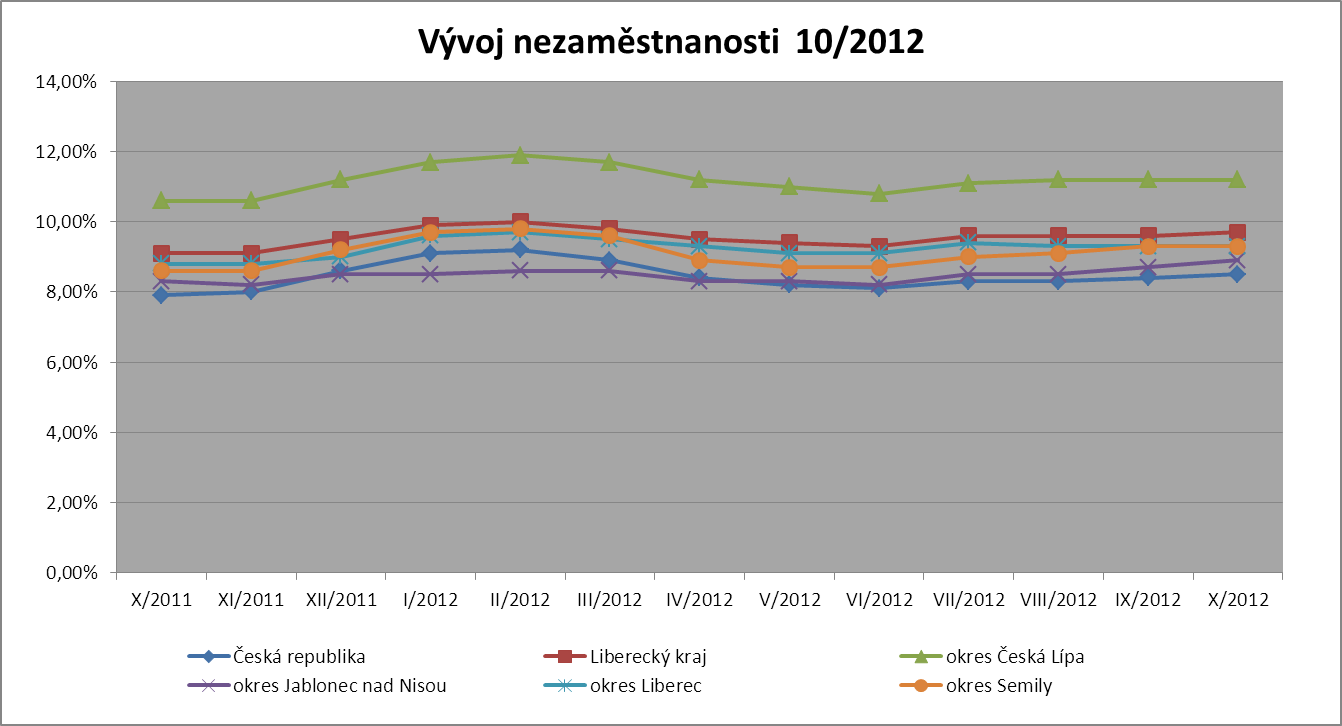 Vývoj nezaměstnanosti 10/2012
14,00%
12,00%
10,00%
8,00%
6,00%
4,00%
2,00%
0,00%
X/2011 XI/2011 XII/2011 I/2012 II/2012 III/2012 IV/2012 V/2012 VI/2012 VII/2012 VIII/2012 IX/2012 X/2012
Česká republika Liberecký kraj okres Česká Lípa
okres Jablonec nad Nisou okres Liberec okres Semily